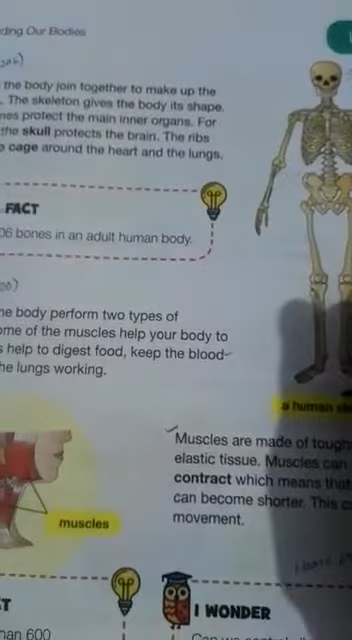 ding Our Bodies
the body join together to make up the
. The skeleton gives the body its shape.
nes protect the main inner organs. For
the skull protects the brain. The ribs
cage around the heart and the lungs.
FACT
06 bones in an adult human body.
he body perform two types of
ome of the muscles help your body to
s help to digest food, keep the blood
he lungs working.
a human
Muscles are made of tough
elastic tissue. Muscles can
contract which means that
can become shorter. This c
movement.
muscles
I WONDER
han 600